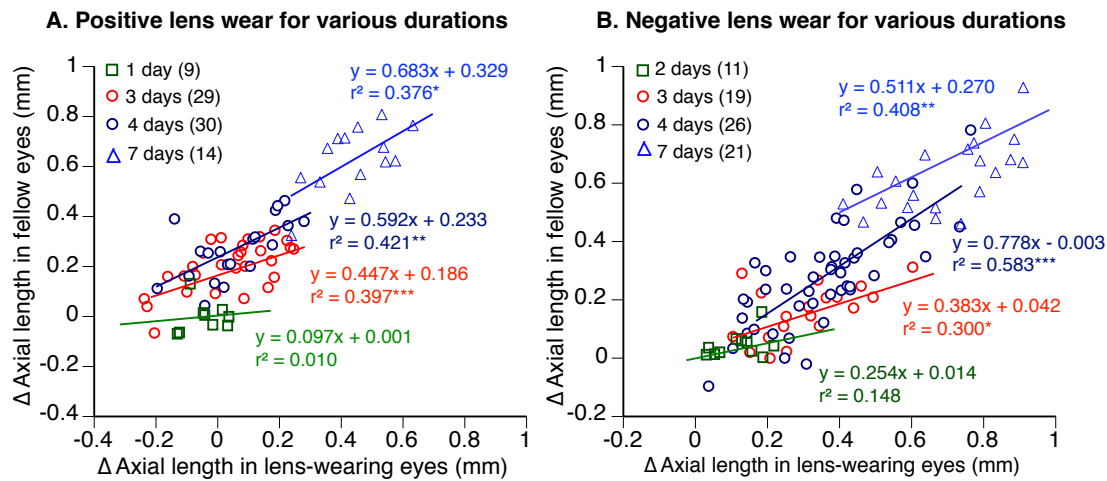 A. Positive lens wear for various durations
1 day (9)
3 days (29)
4 days (30)
7 days (14)
y = 0.683x + 0.329
r² = 0.376*
y = 0.592x + 0.233
r² = 0.421**
y = 0.447x + 0.186
r² = 0.397***
y = 0.097x + 0.001
r² = 0.010
1
0.8
0.6
0.4
0.2
0
-0.2
-0.4
-0.4 -0.2 0 0.2 0.4 0.6 0.8 1
Δ Axial length in fellow eyes (mm)
Δ Axial length in lens-wearing eyes (mm)
B. Negative lens wear for various durations
2 days (11)
3 days (19)
4 days (26)
7 days (21)
y = 0.511x + 0.270
r² = 0.408**
y = 0.778x - 0.003
r² = 0.583***
y = 0.383x + 0.042
r² = 0.300*
y = 0.254x + 0.014
r² = 0.148
1
0.8
0.6
0.4
0.2
0
-0.2
-0.2 0 0.2 0.4 0.6 0.8 1
Δ Axial length in fellow eyes (mm)
Δ Axial length in lens-wearing eyes (mm)